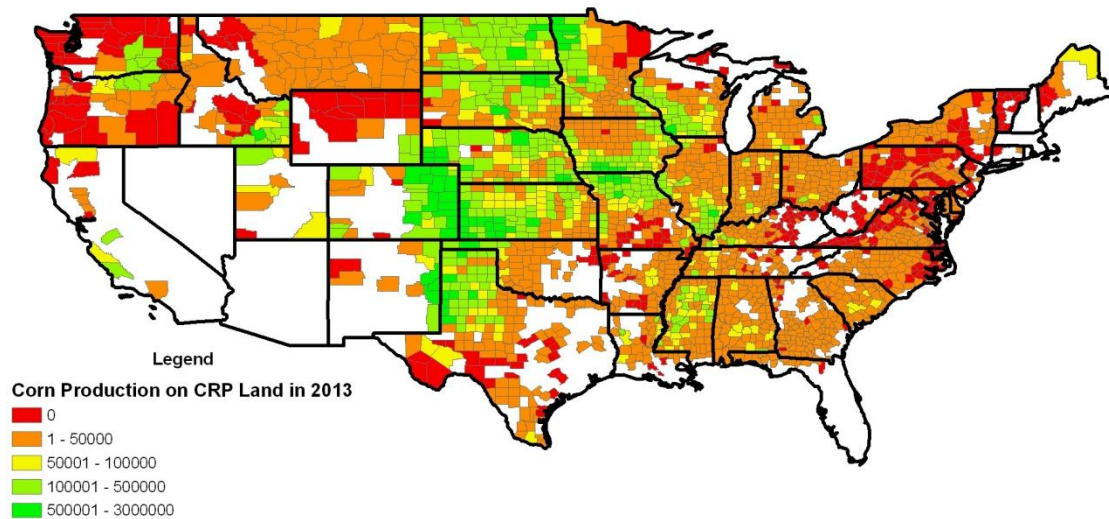 Legend
Corn Production on CRP Land in 2013
0
1 - 50000
50001 - 100000
100001 - 500000
500001 - 3000000